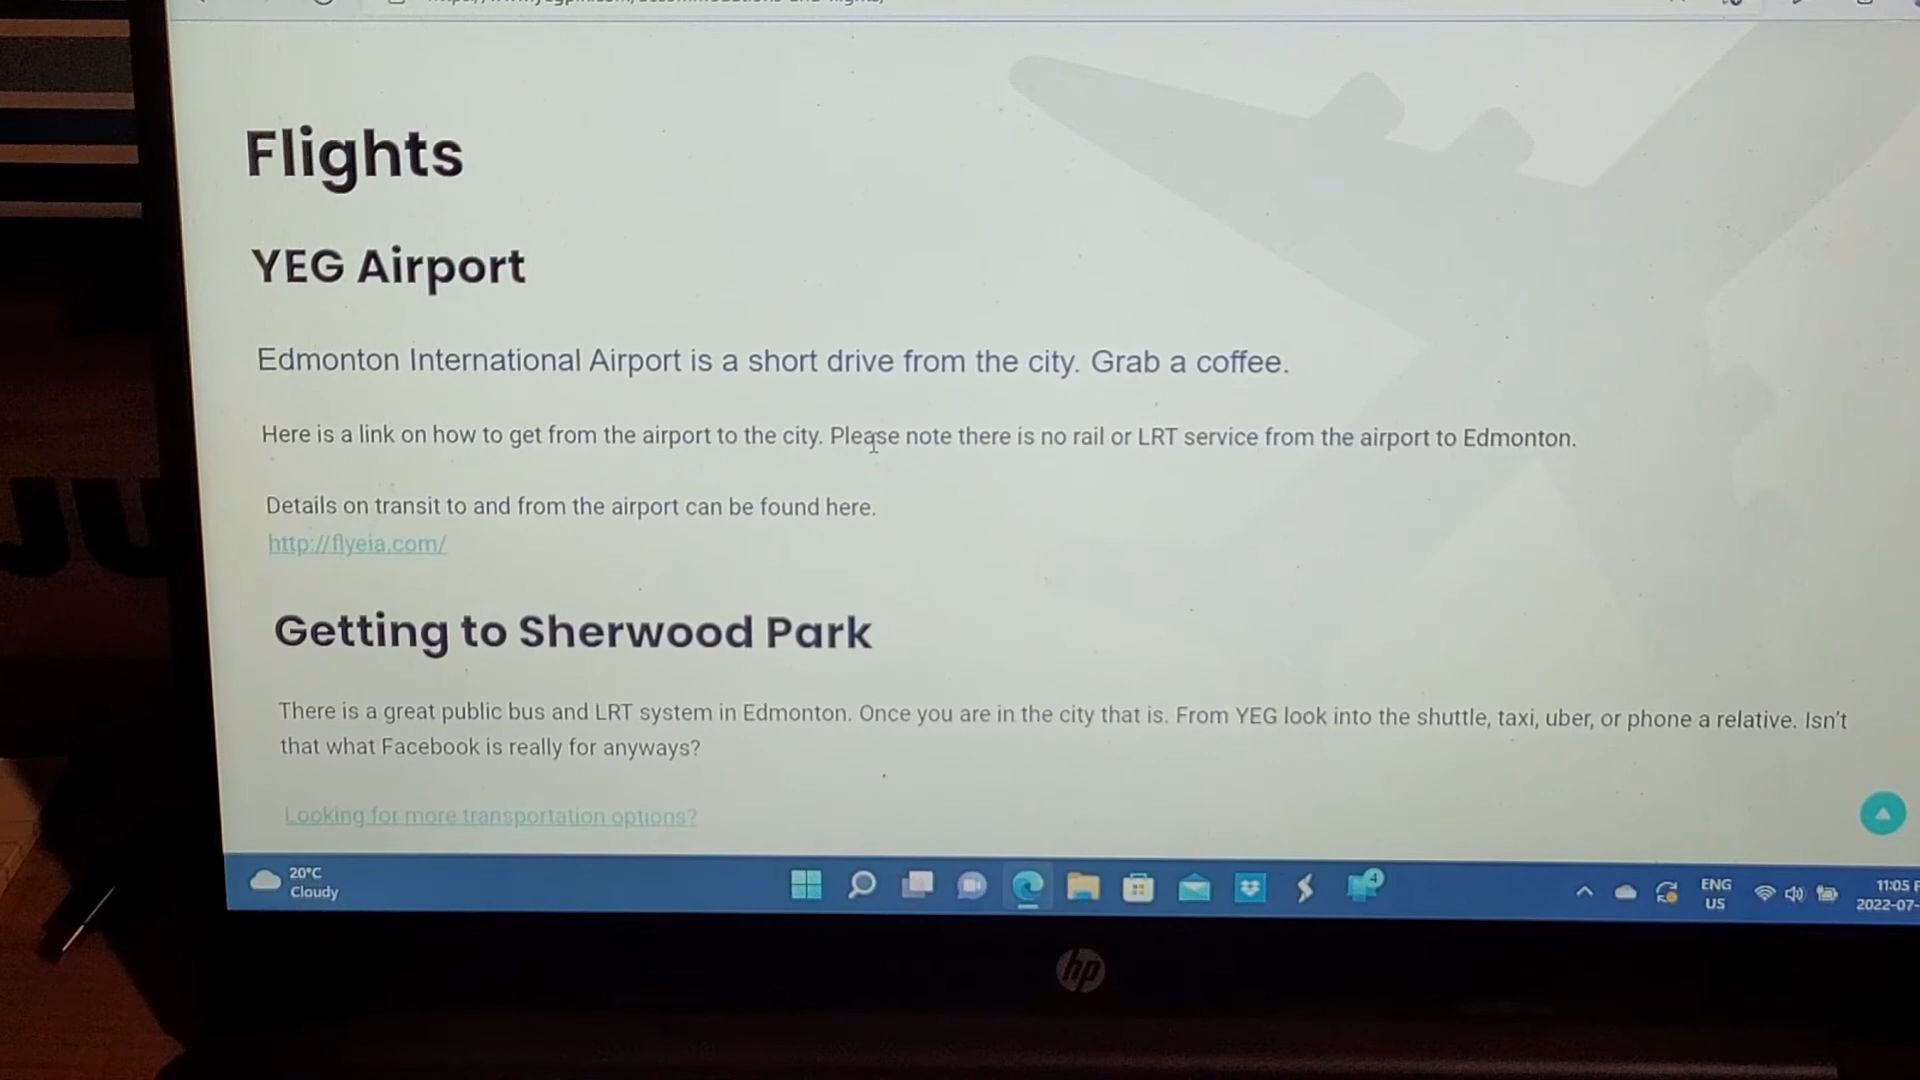 Flights
YEG Airport
Edmonton International Airport is a short drive from the city. Grab a coffee.
Here is a link on how to get from the airport to the city. Please note there is no rail or LRT service from the airport to Edmonton.
Details on transit to and from the airport can be found here.
http://flyeia.com/
JU
Getting to Sherwood Park
There is a great public bus and LRT system in Edmonton. Once you are in the city that is. From YEG look into the shuttle, taxi, uber, or phone a relative. Isn't
that what Facebook is really for anyways?
Looking for more transportation options?
20°C
Cloudy
4
ENG
US
11:05
2022-07-
hp